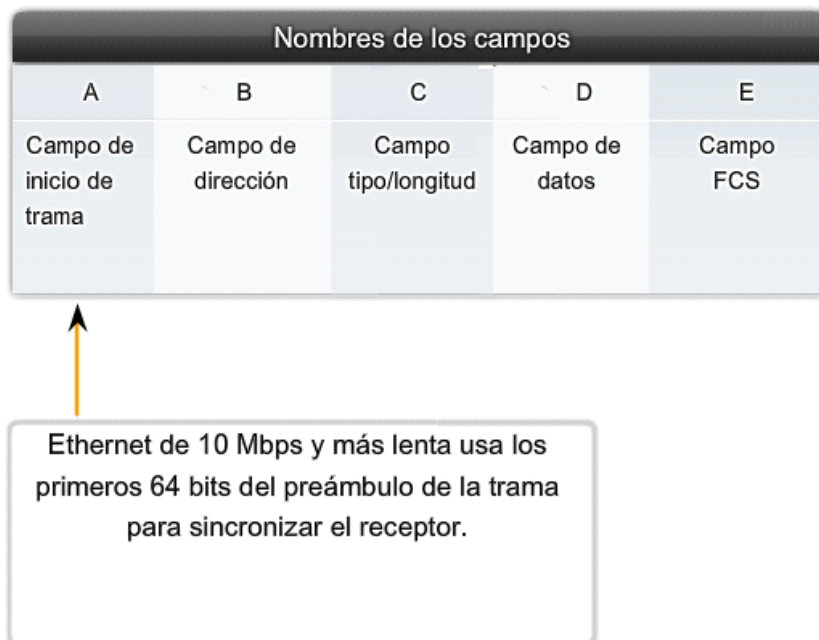 Nombres de los campos
A B C D E
Campo de inicio de trama
Campo de dirección
Campo tipo/longitud
Campo de datos
Campo FCS
Ethernet de 10 Mbps y más lenta usa los
primeros 64 bits del preámbulo de la trama
para sincronizar el receptor.